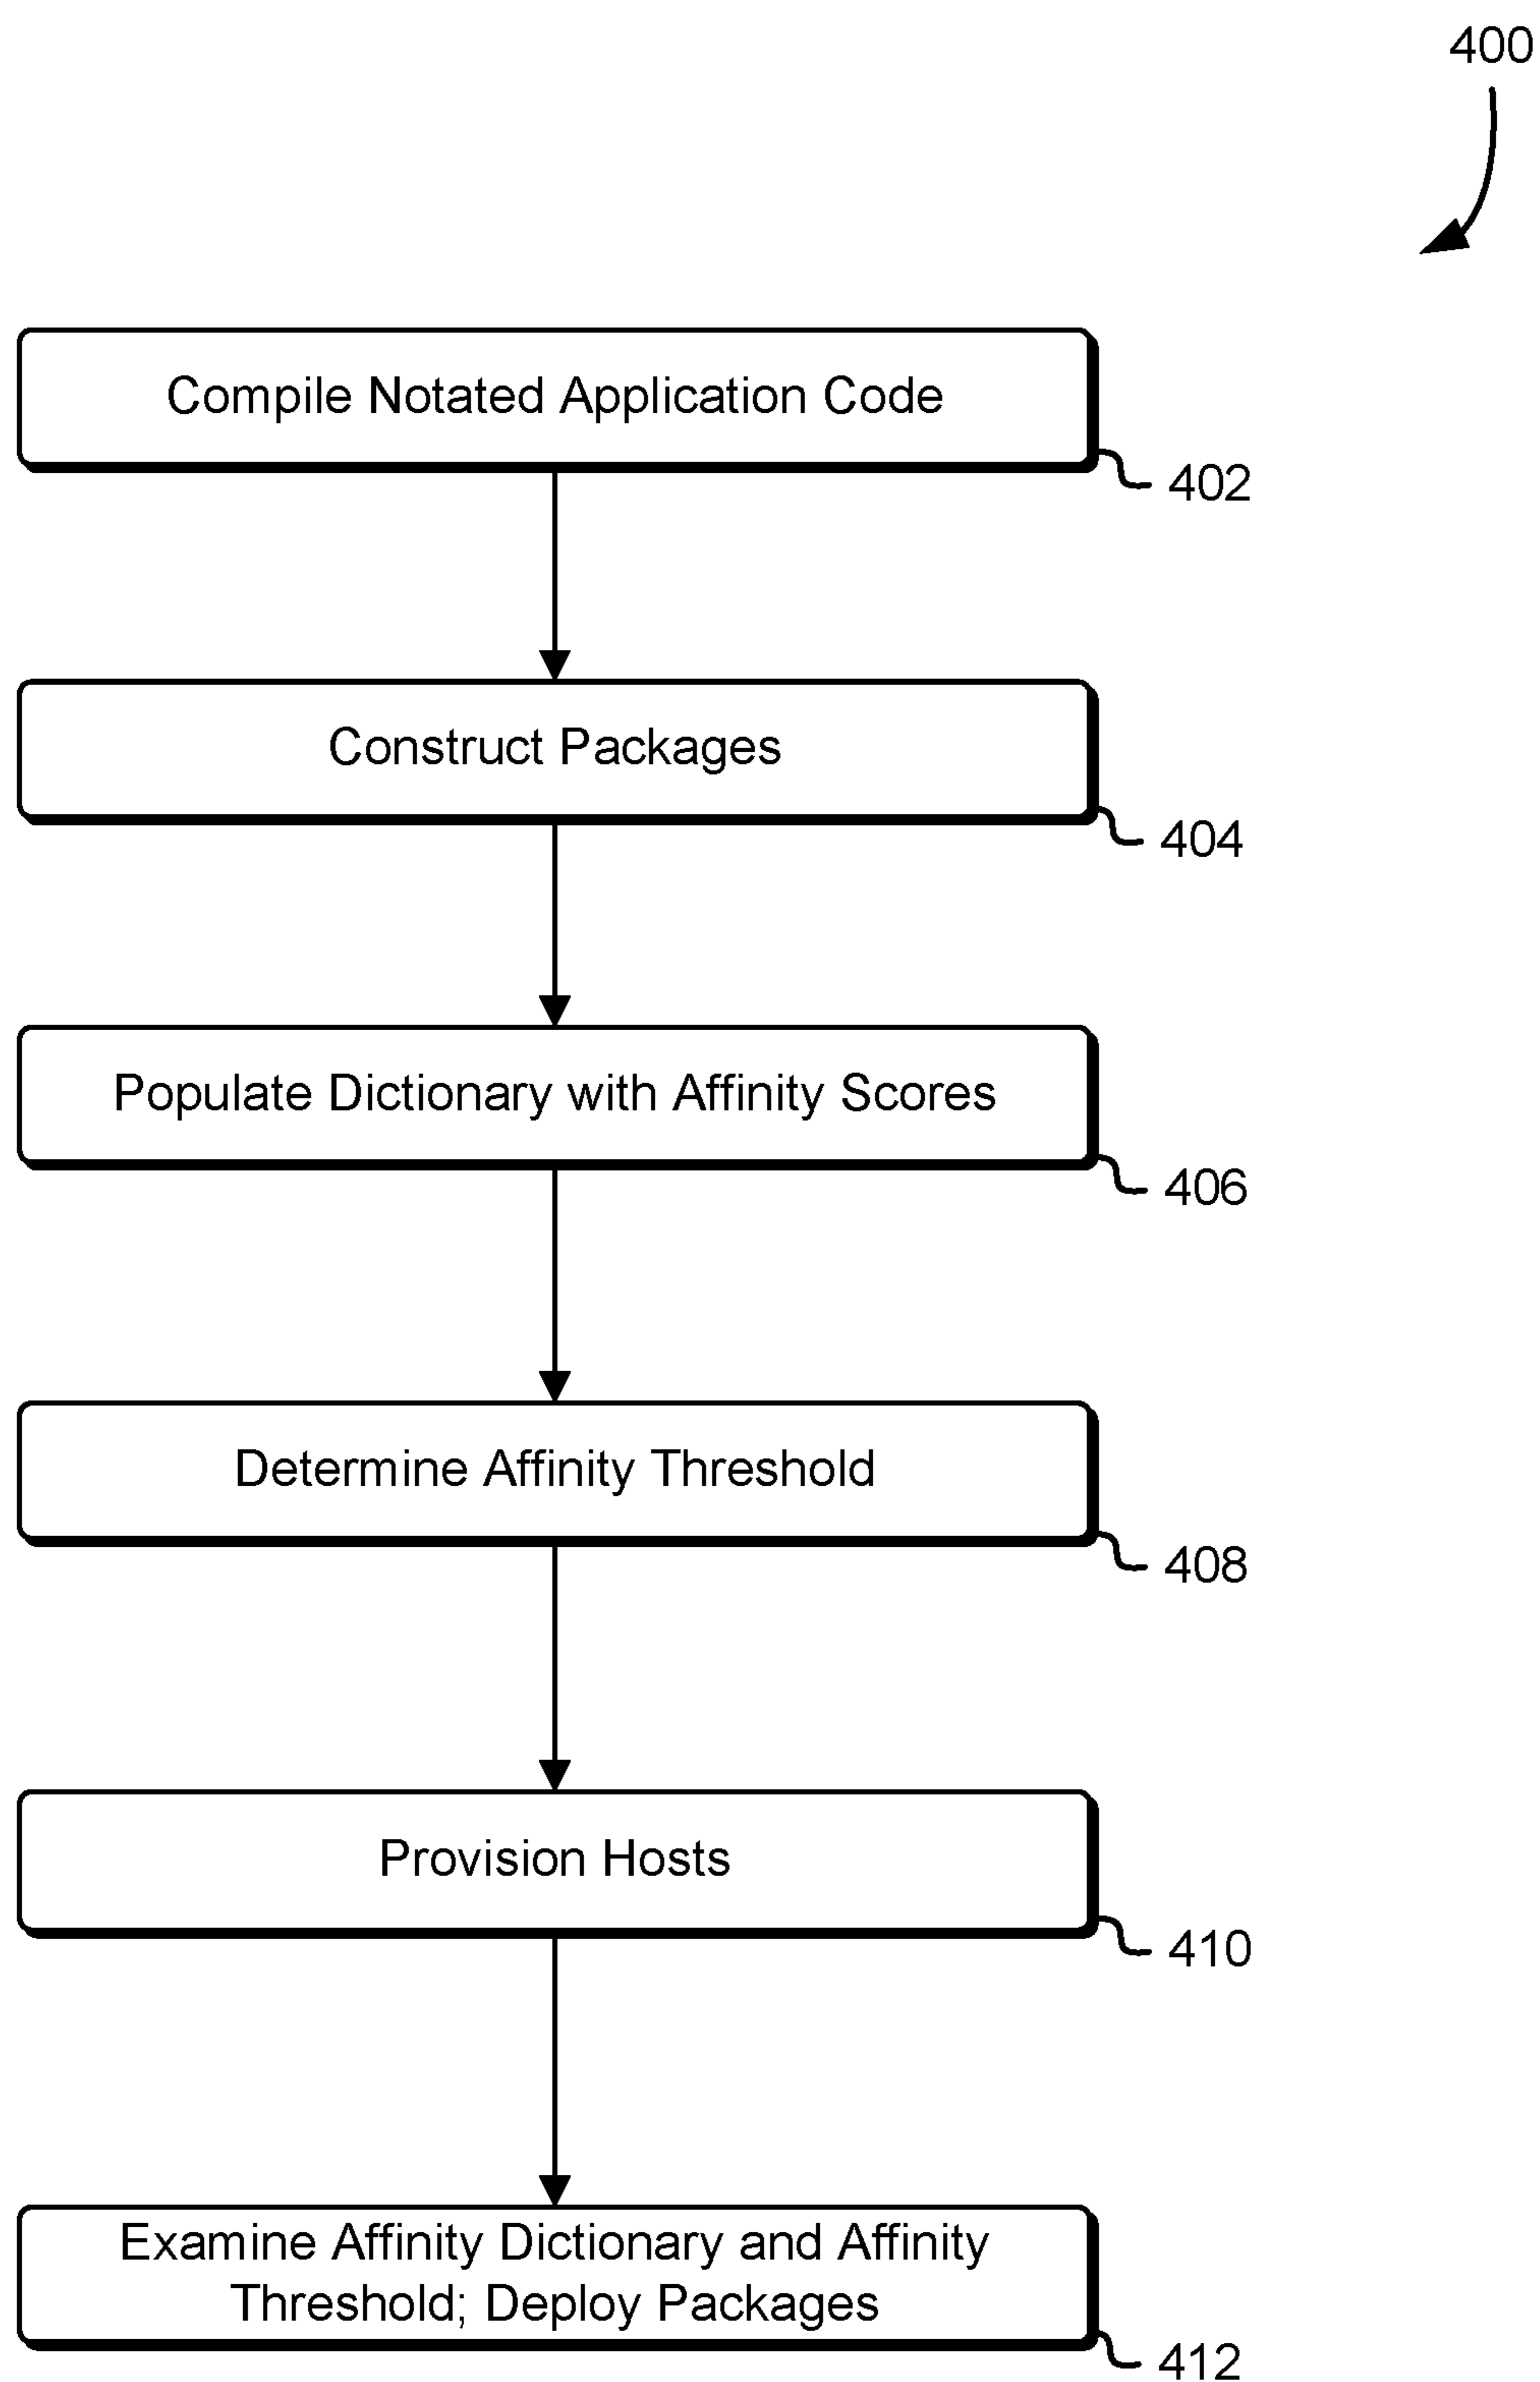 400
Compile Notated Application Code
402
Construct Packages
404
Populate Dictionary with Affinity Scores
406
Determine Affinity Threshold
408
Provision Hosts
410
Examine Affinity Dictionary and Affinity
Threshold; Deploy Packages
412